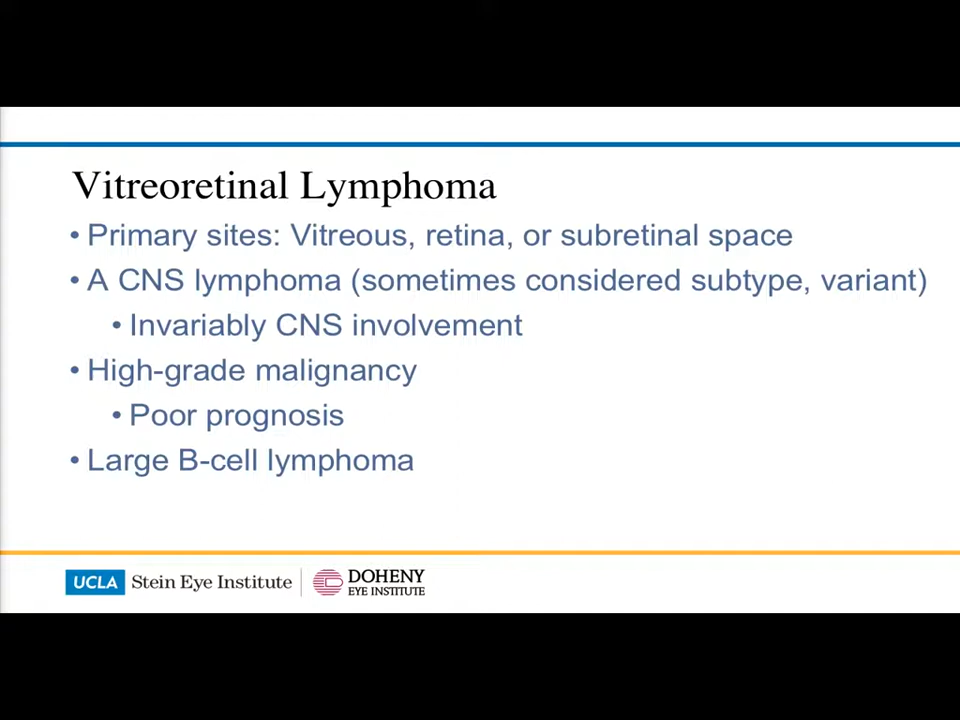 Vitreoretinal Lymphoma
• Primary sites: Vitreous, retina, or subretinal space
• A CNS lymphoma (sometimes considered subtype, variant)
• Invariably CNS involvement
• High-grade malignancy
• Poor prognosis
• Large B-cell lymphoma
UCLA Stein Eye Institute
DOHENY
EYE INSTITUTE